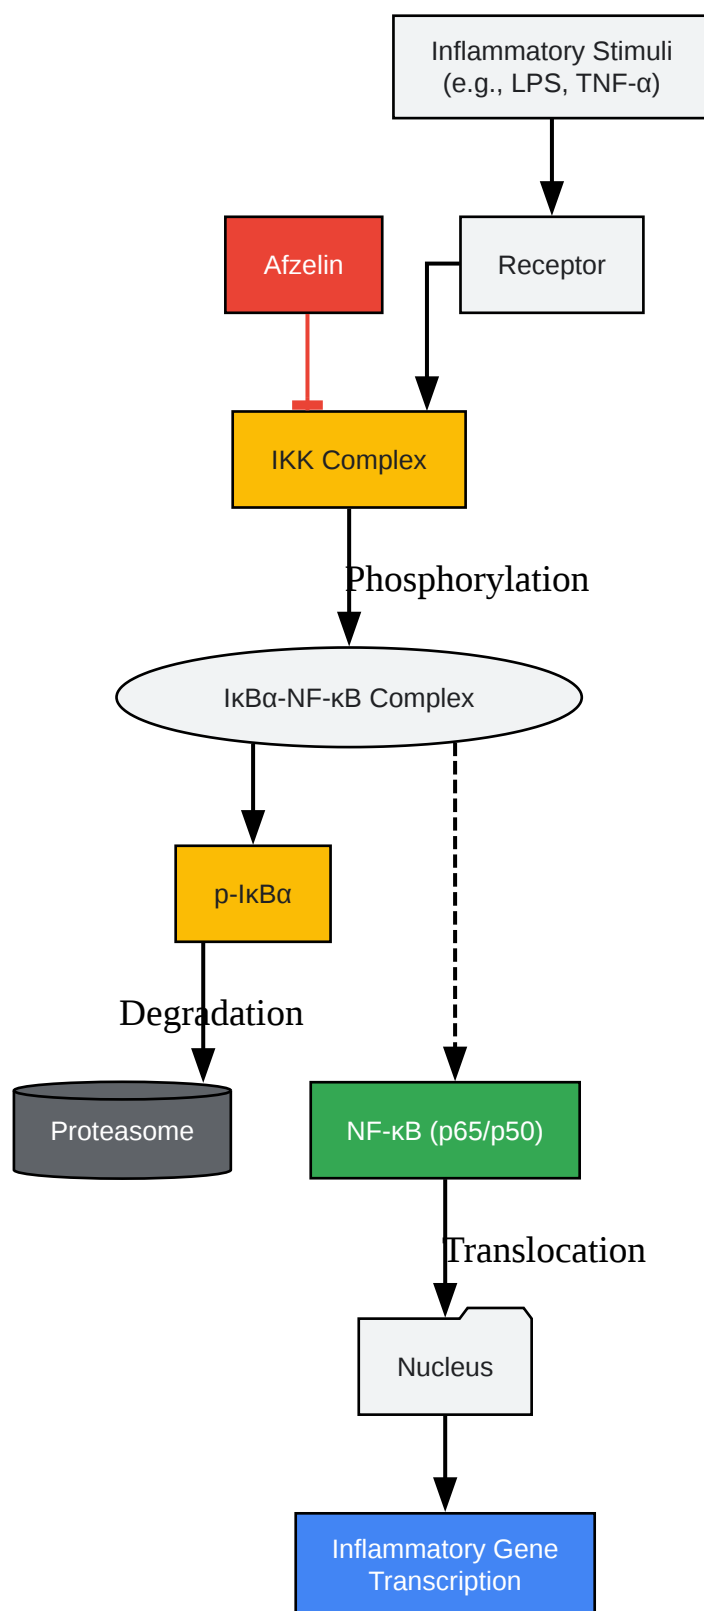 Inflammatory Stimuli
(e.g., LPS, TNF-α)
Afzelin
Receptor
IKK Complex
Phosphorylation
IκBα-NF-κB Complex
p-IκBα
Degradation
Proteasome
NF-κB (p65/p50)
Translocation
Nucleus
Inflammatory Gene
Transcription